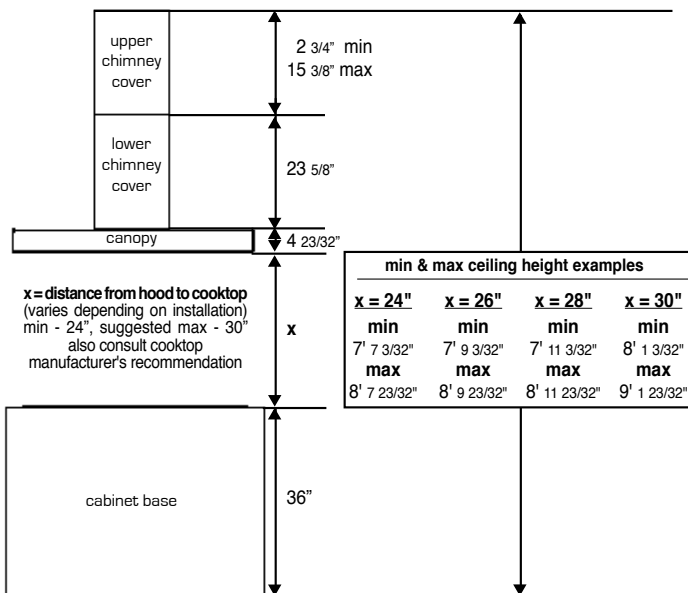 upper
chimney
cover
2 3/4" min
15 3/8" max
lower
chimney
cover
23 5/8"
canopy
4 23/32"
x = distance from hood to cooktop
(varies depending on installation)
min - 24", suggested max - 30"
also consult cooktop
manufacturer's recommendation
x
min & max ceiling height examples
x = 24" x = 26" x = 28" x = 30"
min min min min
7' 7 3/32" 7' 9 3/32" 7' 11 3/32" 8' 1 3/32"
max max max max
8' 7 23/32" 8' 9 23/32" 8' 11 23/32" 9' 1 23/32"
cabinet base
36"